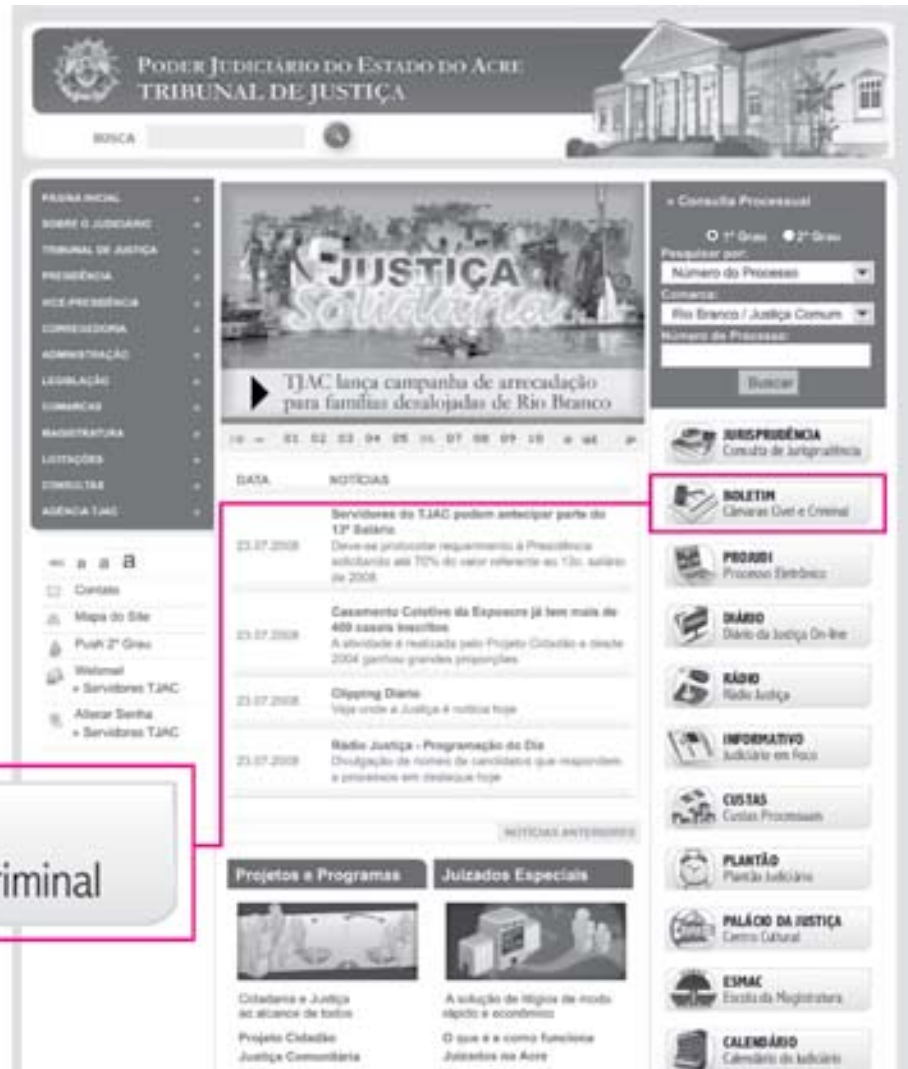 PODER JUDICIÁRIO DO ESTADO DO ACRE
TRIBUNAL DE JUSTIÇA
BUSCA
PÁGINA INICIAL
SOBRE O JUDICIÁRIO
TRIBUNAL DE JUSTIÇA
PRESIDÊNCIA
VICE-PRESIDÊNCIA
CORREGEDORIA
ADMINISTRAÇÃO
LEGISLAÇÃO
COMARCAS
MAGISTRATURA
LICITAÇÕES
CONSULTAS
AGÊNCIA TJAC
a a a
Contato
Mapa do Site
Push 2º Grau
Webmail
» Servidores TJAC
Alterar Senha
» Servidores TJAC
riminal
JUSTIÇA
Solidária
TJAC lança campanha de arrecadação
para famílias desalojadas de Rio Branco
01 02 03 04 05 06 07 08 09 10
DATA NOTÍCIAS
Servidores do TJAC podem antecipar parte do
13º Salário
23.07.2008
Deve-se protocolar requerimento à Presidência
solicitando até 70% do valor referente ao 13o. salário
de 2008.
Casamento Coletivo da Expoacre já tem mais de
400 casais inscritos
23.07.2008
A atividade é realizada pelo Projeto Cidadão e desde
2004 ganhou grandes proporções.
Clipping Diário
23.07.2008
Veja onde a Justiça é notícia hoje
Rádio Justiça - Programação do Dia
23.07.2008
Divulgação de nomes de candidatos que respondem
a processos em destaque hoje
NOTÍCIAS ANTERIORES
Projetos e Programas
Cidadania e Justiça
ao alcance de todos
Projeto Cidadão
Justiça Comunitária
Juizados Especiais
A solução de litígios de modo
rápido e econômico
O que é e como funciona
Juizados no Acre
» Consulta Processual
1º Grau 2º Grau
Pesquisar por:
Número do Processo
Comarca:
Rio Branco / Justiça Comum
Número do Processo:
Buscar
JURISPRUDÊNCIA
Consulta de Jurisprudência
BOLETIM
Câmaras Cível e Criminal
PROJUDI
Processo Eletrônico
DIÁRIO
Diário da Justiça On-line
RÁDIO
Rádio Justiça
INFORMATIVO
Judiciário em Foco
CUSTAS
Custas Processuais
PLANTÃO
Plantão Judiciário
PALÁCIO DA JUSTIÇA
Centro Cultural
ESMAC
Escola da Magistratura
CALENDÁRIO
Calendário do Judiciário